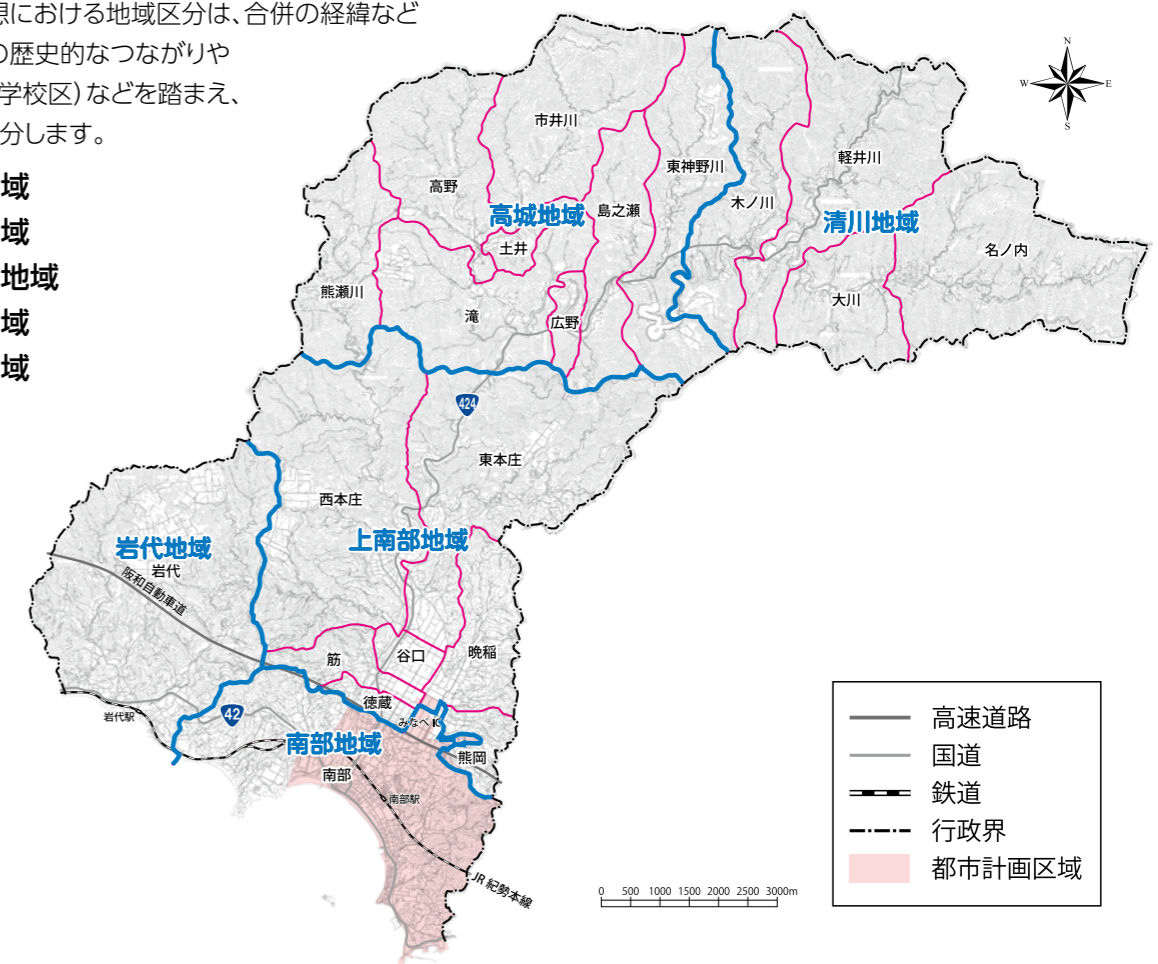 想における地域区分は、合併の経緯など
の歴史的なつながりや
学校区)などを踏まえ、
分します。
域
域
地域
域
域
N
W
E
S
市井川
東神野川
軽井川
高野
島之瀬
木ノ川
高城地域
清川地域
土井
名ノ内
熊瀬川
大川
滝
広野
424
東本庄
西本庄
上南部地域
岩代地域
岩代
阪和自動車道
筋
谷口
晩稲
徳蔵
岩代駅
42
みなべIC
南部地域
熊岡
南部
南部駅
JR紀勢本線
0 500 1000 1500 2000 2500 3000m
高速道路
国道
鉄道
行政界
都市計画区域